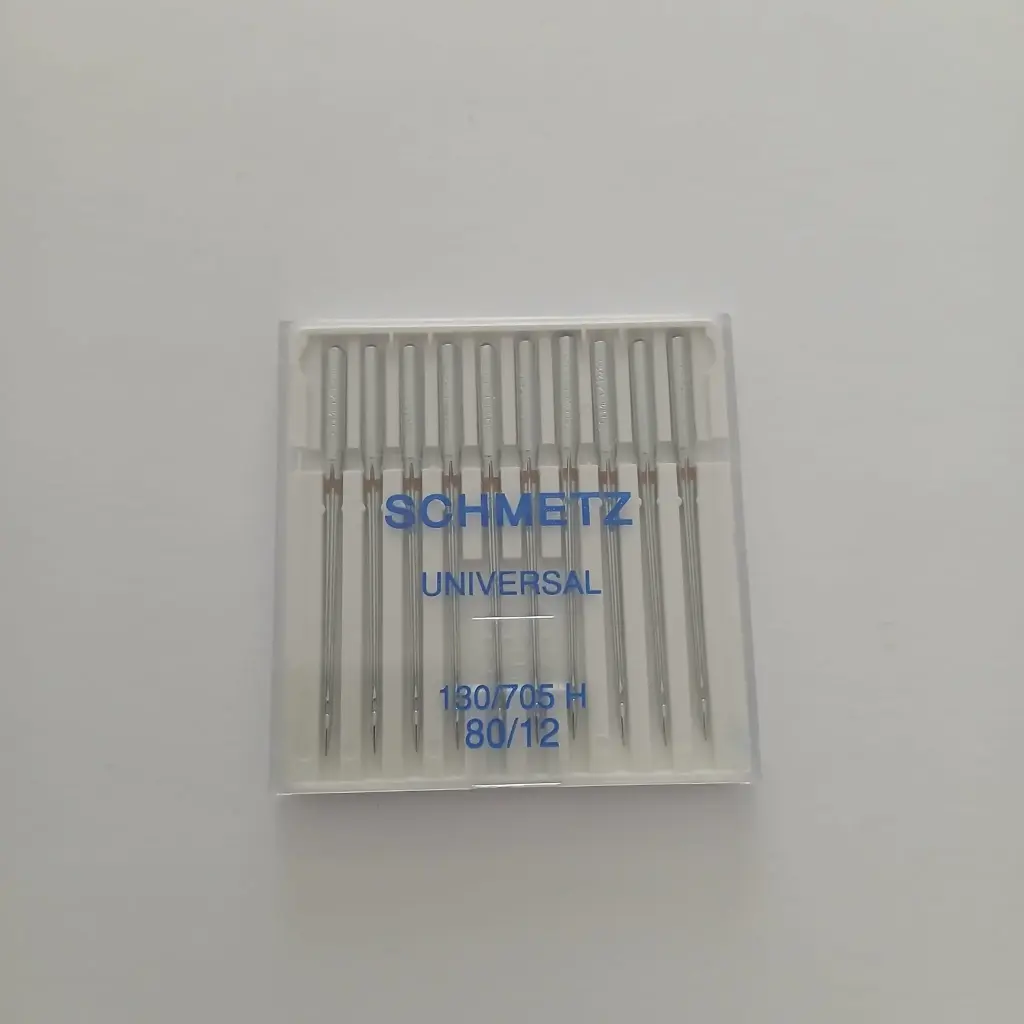 SCHMETZ
UNIVERSAL
130/705 H
80/12